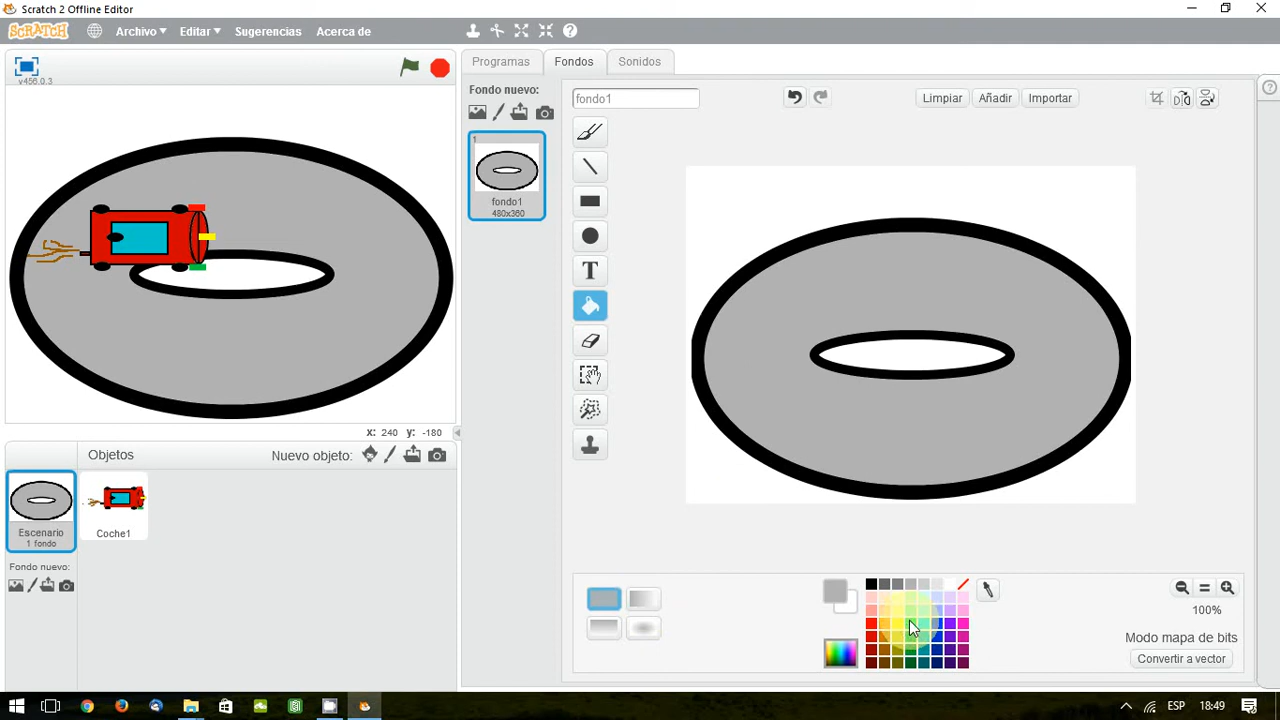 Scratch 2 Offline Editor
SCRATCH
Archivo
Editar
Sugerencias
Acerca de
v456.0.3
Programas
Fondos
Sonidos
Fondo nuevo:
fondo1
Limpiar
Añadir
Importar
1
fondo1
480x360
T
x: 240 y: -180
Objetos
Nuevo objeto:
Escenario
1 fondo
Coche1
Fondo nuevo:
100%
Modo mapa de bits
Convertir a vector
ESP
18:49